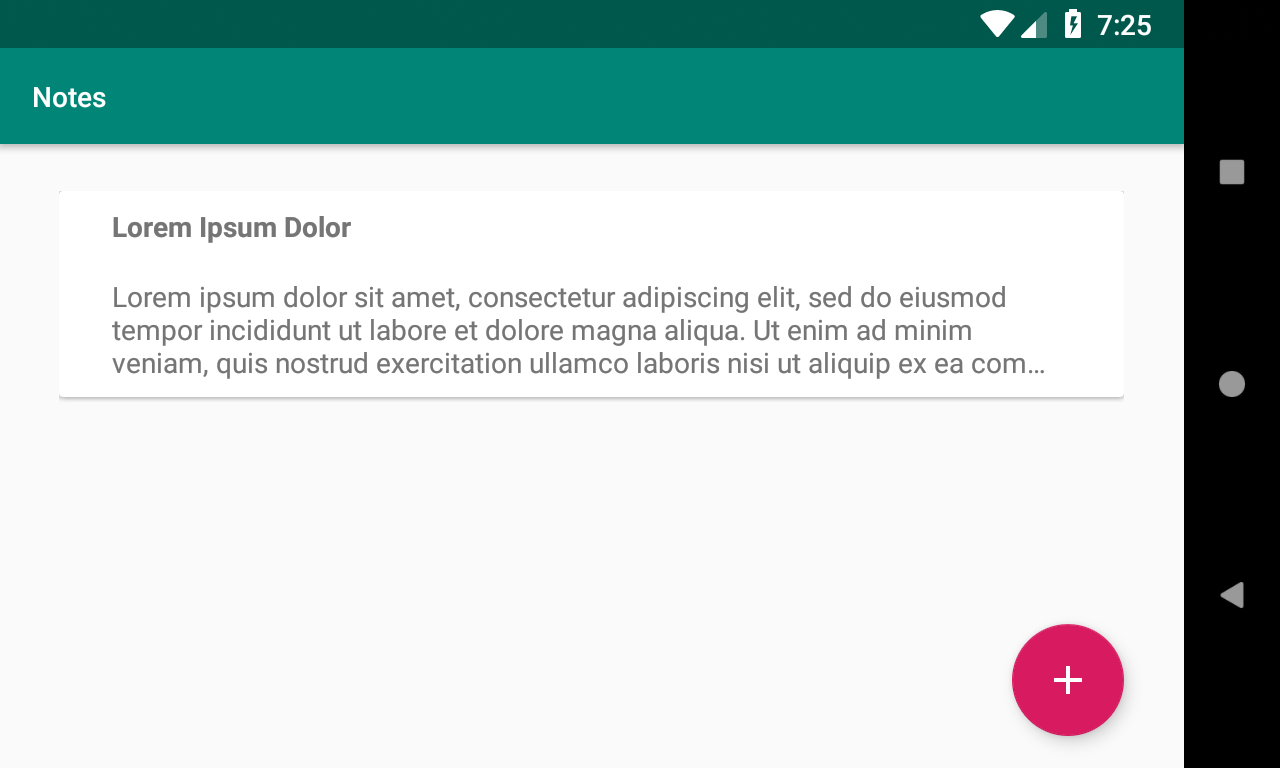 7:25
Notes
Lorem Ipsum Dolor
Lorem ipsum dolor sit amet, consectetur adipiscing elit, sed do eiusmod
tempor incididunt ut labore et dolore magna aliqua. Ut enim ad minim
veniam, quis nostrud exercitation ullamco laboris nisi ut aliquip ex ea com…